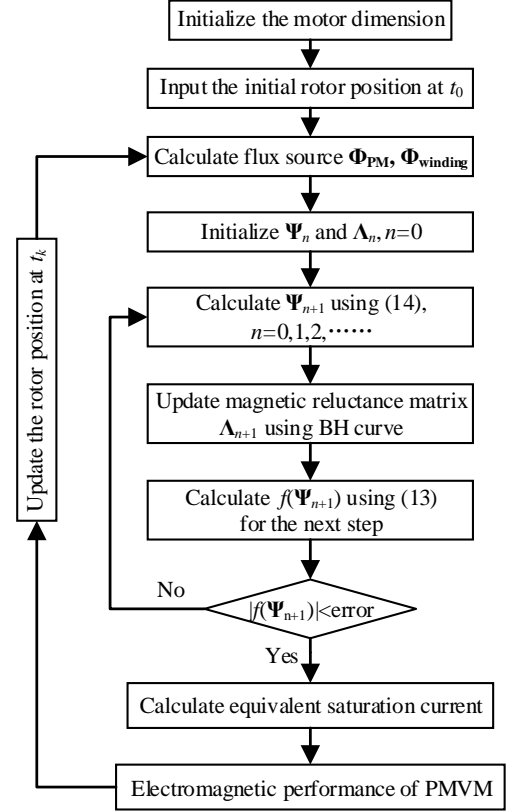 Initialize the motor dimension
Input the initial rotor position at t₀
Calculate flux source Φ_PM, Φ_winding
Initialize Ψₙ and Λₙ, n=0
Calculate Ψₙ₊₁ using (14),
n=0,1,2,⋯⋯
Update magnetic reluctance matrix
Λₙ₊₁ using BH curve
Calculate f(Ψₙ₊₁) using (13)
for the next step
No
|f(Ψₙ₊₁)|<error
Yes
Calculate equivalent saturation current
Electromagnetic performance of PMVM
Update the rotor position at tₖ